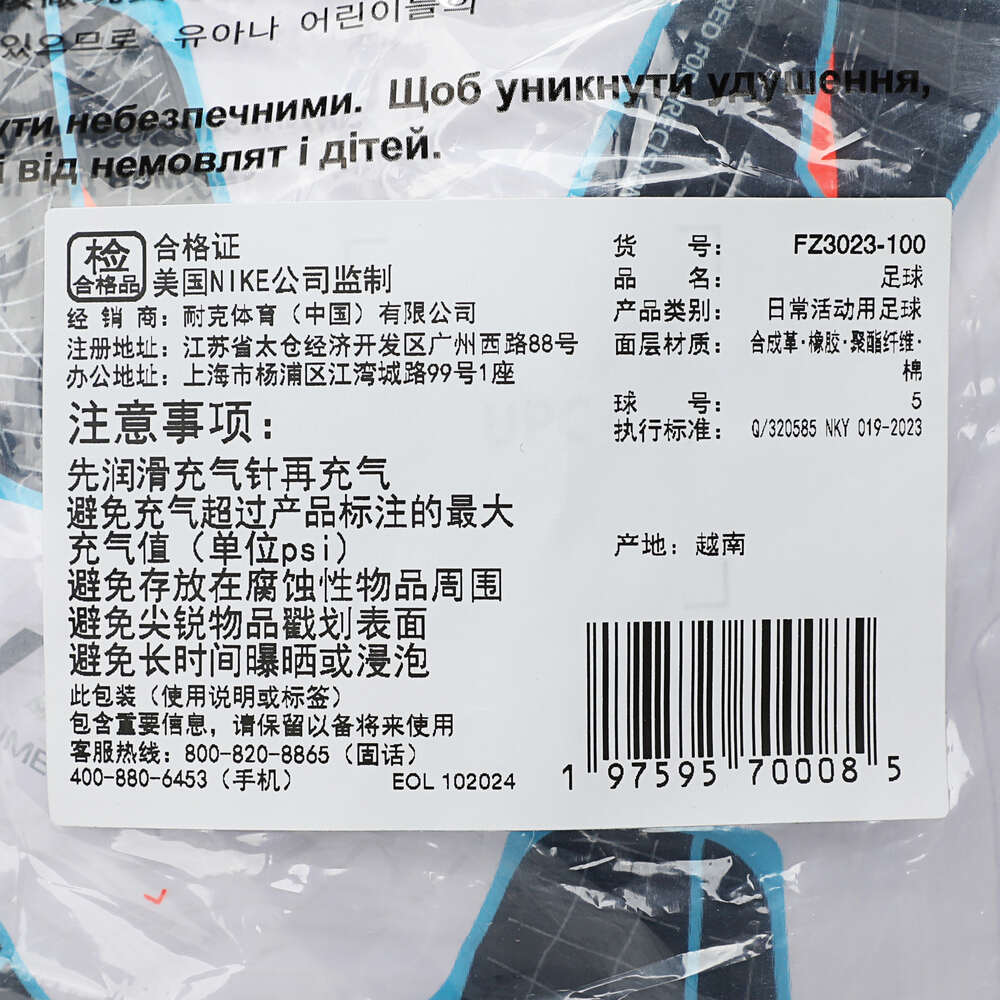 있으므로 유아나 어린이들의
небезпечними. Щоб уникнути удушення,
і від немовлят і дітей.
检
合格品
合格证
美国NIKE公司监制
经 销 商：耐克体育（中国）有限公司
注册地址：江苏省太仓经济开发区广州西路88号
办公地址：上海市杨浦区江湾城路99号1座
注意事项：
先润滑充气针再充气
避免充气超过产品标注的最大
充气值（单位psi）
避免存放在腐蚀性物品周围
避免尖锐物品戳划表面
避免长时间曝晒或浸泡
此包装（使用说明或标签）
包含重要信息，请保留以备将来使用
客服热线：800-820-8865（固话）
400-880-6453（手机）
EOL 102024
货 号： FZ3023-100
品 名： 足球
产品类别： 日常活动用足球
面层材质： 合成革·橡胶·聚酯纤维·
棉
球 号： 5
执行标准： Q/320585 NKY 019-2023
产地：越南
1 97595 70008 5